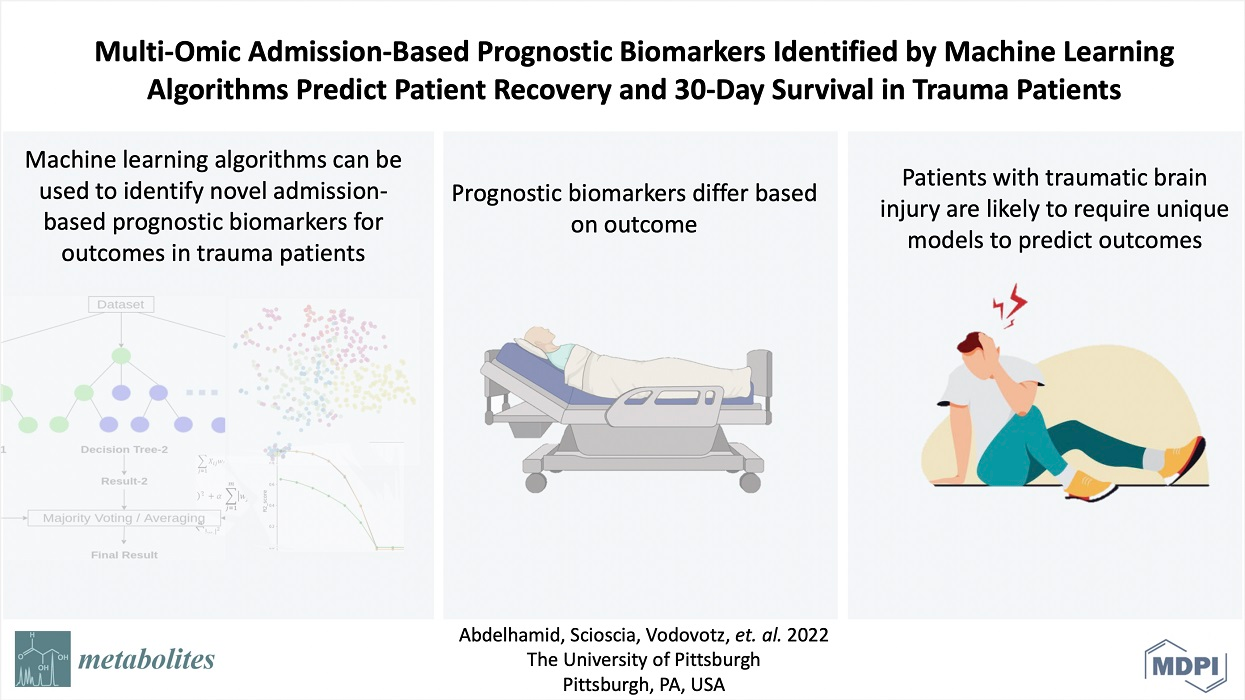 Multi-Omic Admission-Based Prognostic Biomarkers Identified by Machine Learning
Algorithms Predict Patient Recovery and 30-Day Survival in Trauma Patients
Machine learning algorithms can be
used to identify novel admission-
based prognostic biomarkers for
outcomes in trauma patients
Dataset
1
Decision Tree-2
Result-2
Majority Voting / Averaging
Final Result
Prognostic biomarkers differ based
on outcome
Patients with traumatic brain
injury are likely to require unique
models to predict outcomes
H
O
OH
OH
metabolites
Abdelhamid, Scioscia, Vodovotz, et. al. 2022
The University of Pittsburgh
Pittsburgh, PA, USA
MDPI